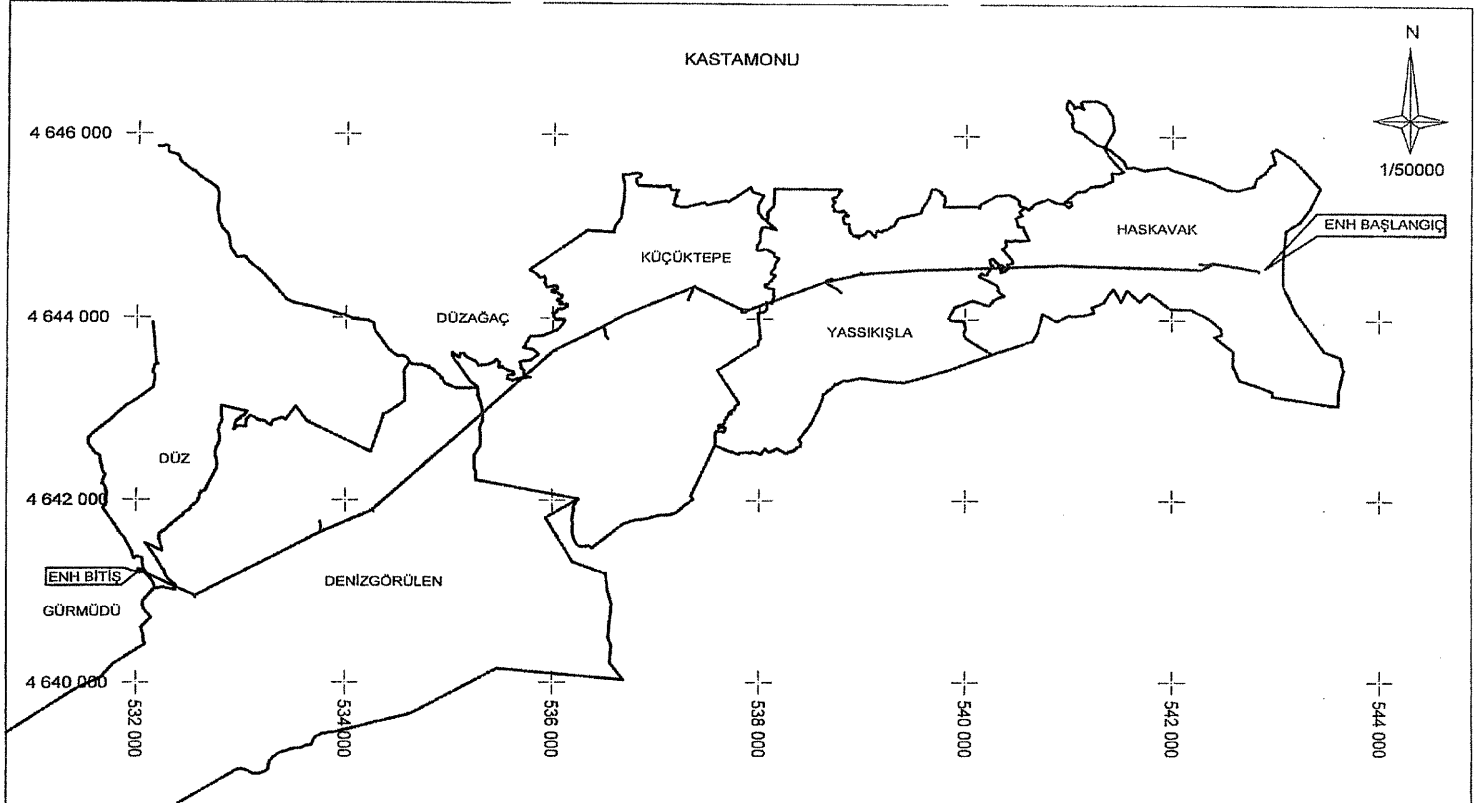 KASTAMONU
N
4 646 000
1/50000
HASKAVAK
ENH BAŞLANGIÇ
KÜÇÜKTEPE
4 644 000
DÜZAĞAÇ
YASSIKIŞLA
DÜZ
4 642 000
ENH BİTİŞ
DENİZGÖRÜLEN
GÜRMÜDÜ
4 640 000
532 000
534 000
536 000
538 000
540 000
542 000
544 000